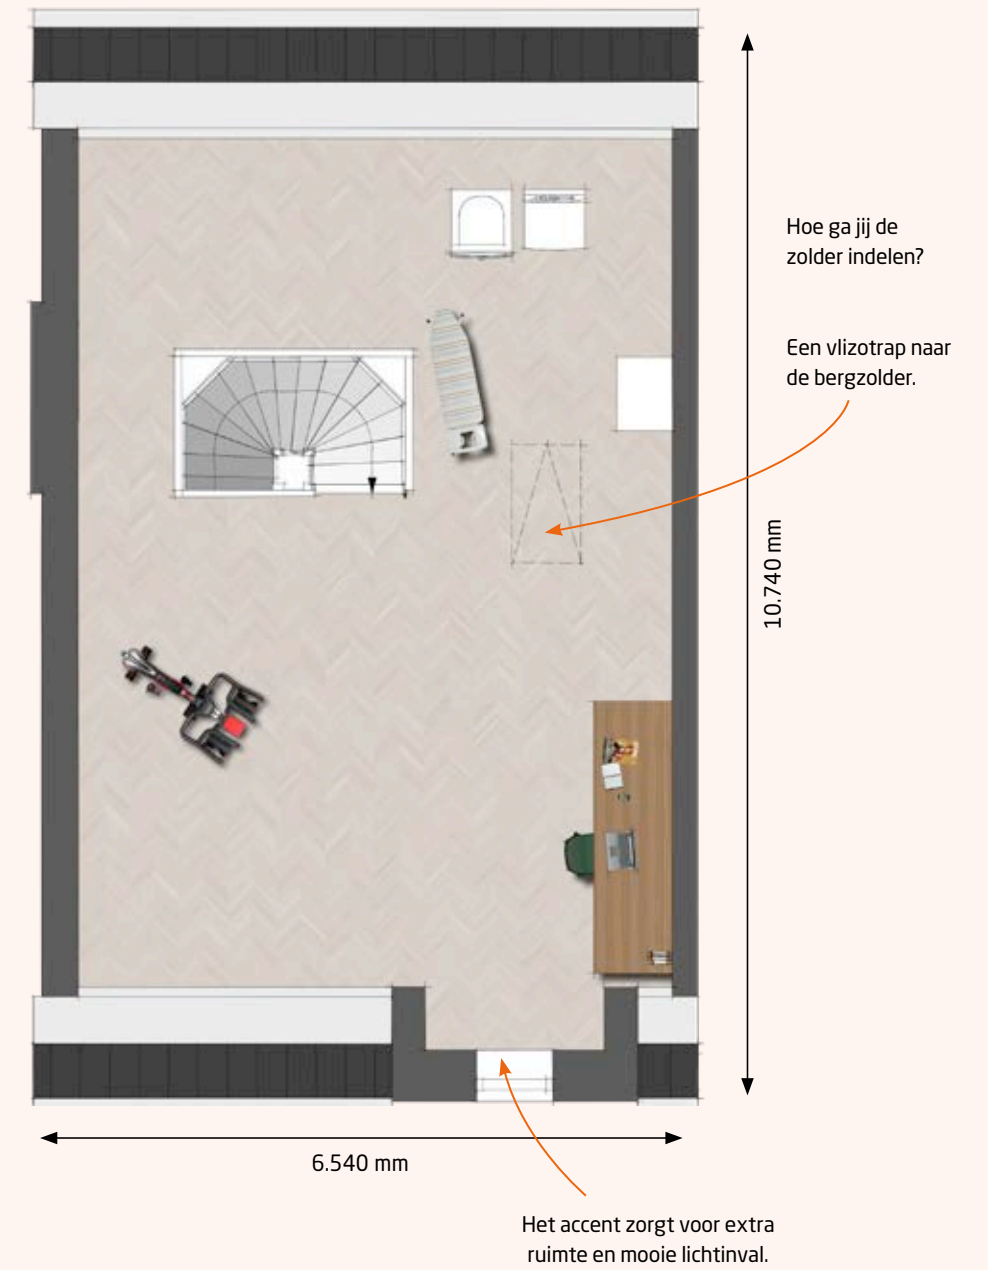 Hoe ga jij de
zolder indelen?
Een vlizotrap naar
de bergzolder.
10.740 mm
6.540 mm
Het accent zorgt voor extra
ruimte en mooie lichtinval.